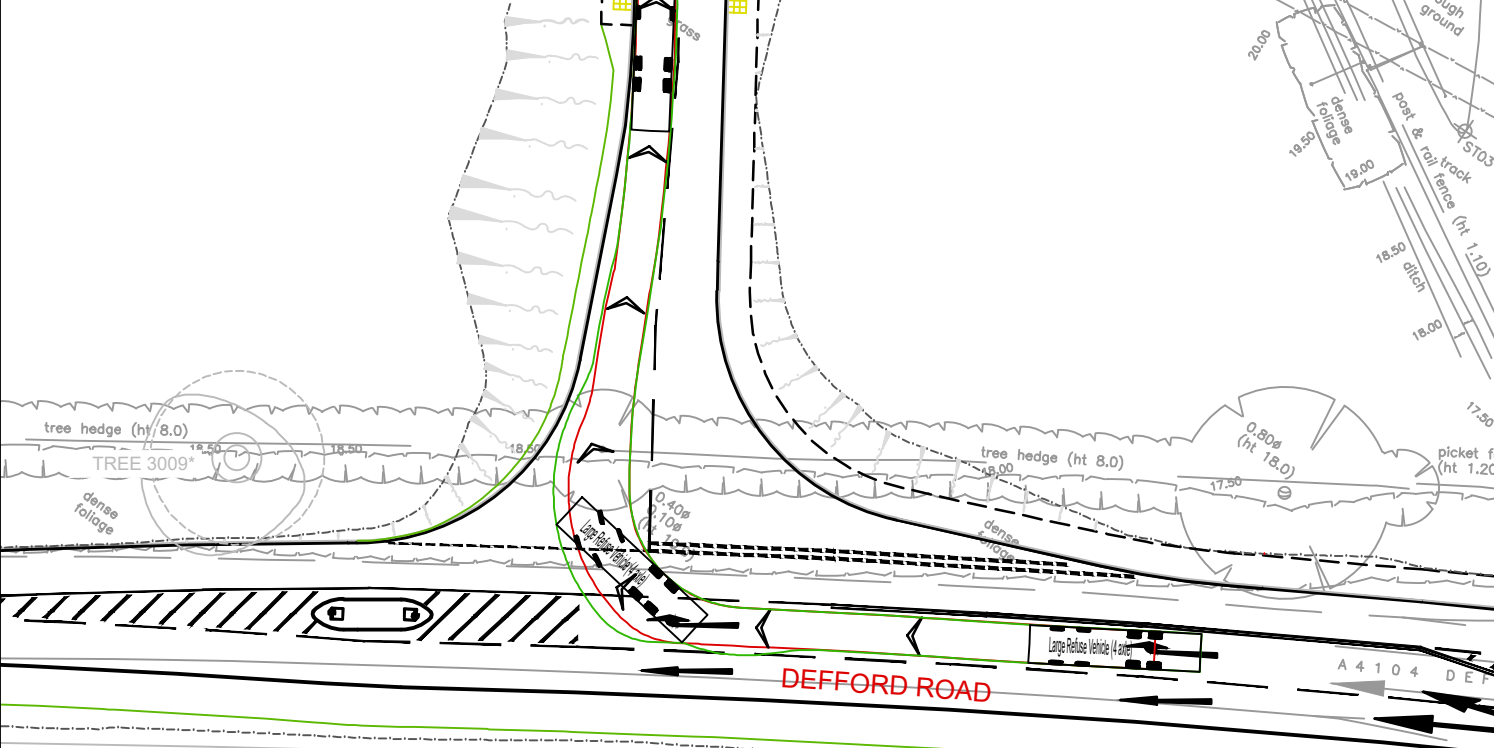 grass
ough
ground
20.00
dense
foliage
19.50
19.00
post & rail fence (ht 1.10)
track
ST03
18.50
ditch
18.00
17.50
tree hedge (ht 8.0)
18.50
18.50
18.50
TREE 3009*
dense
foliage
0.40ø
0.10ø
tree hedge (ht 8.0)
18.00
0.80ø
(ht 18.0)
17.50
picket f
(ht 1.20
dense
foliage
Large Refuse Vehicle (4 axle)
Large Refuse Vehicle (4 axle)
A4104 DEF
DEFFORD ROAD